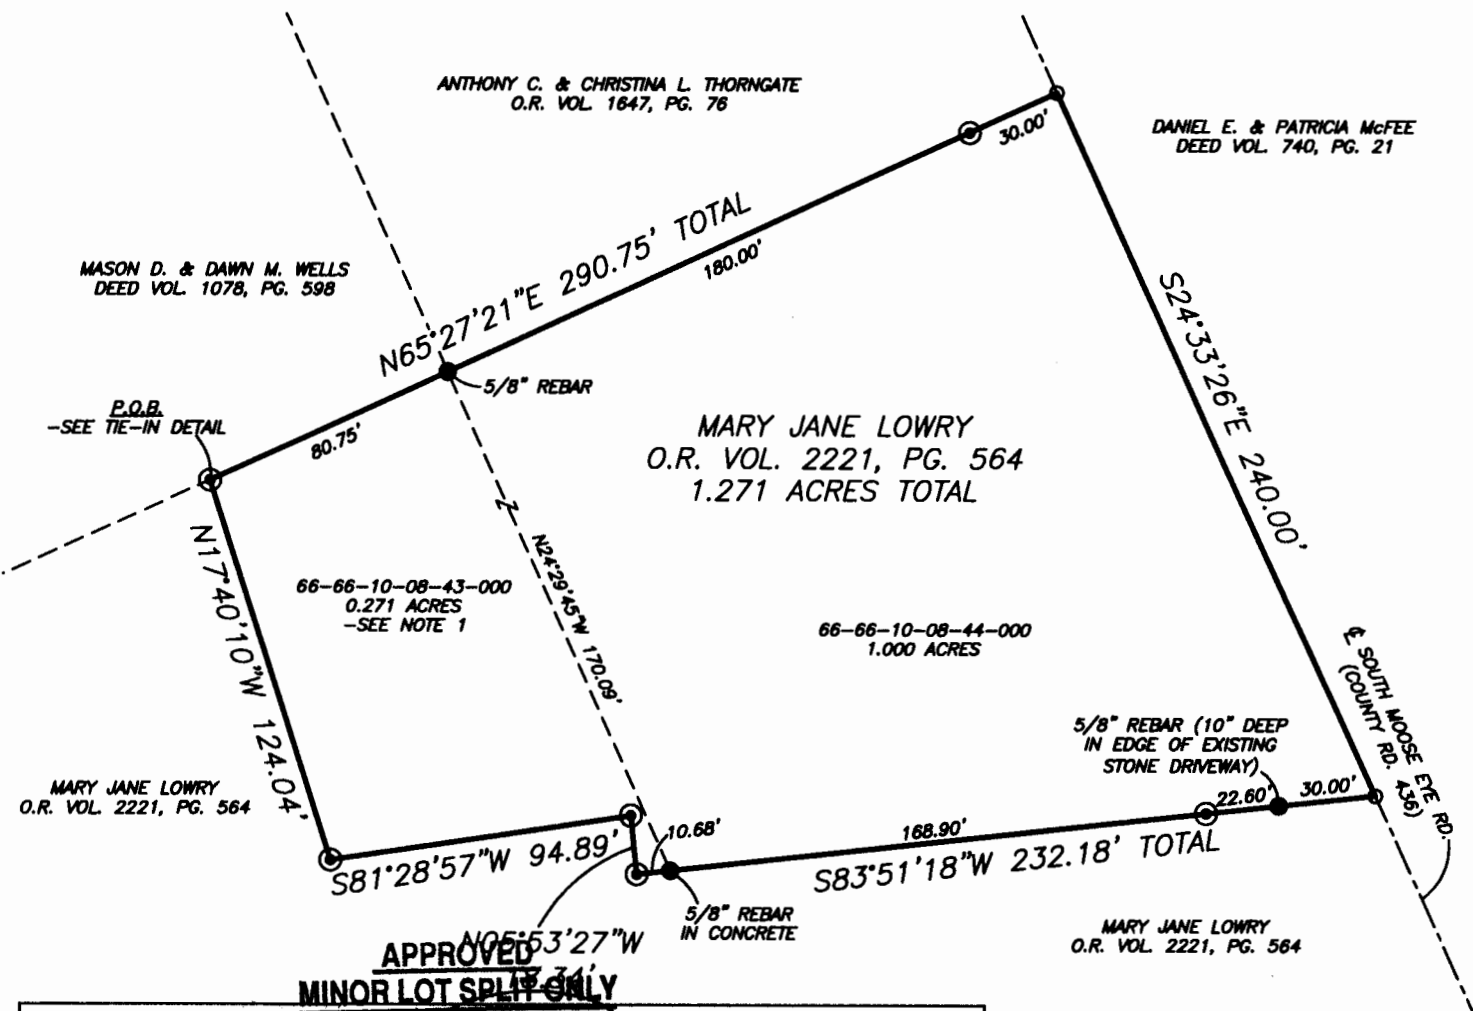 ANTHONY C. & CHRISTINA L. THORNGATE
O.R. VOL. 1647, PG. 76
DANIEL E. & PATRICIA McFEE
DEED VOL. 740, PG. 21
30.00'
MASON D. & DAWN M. WELLS
DEED VOL. 1078, PG. 598
N65°27'21"E 290.75' TOTAL
180.00'
5/8" REBAR
P.O.B.
-SEE TIE-IN DETAIL
80.75'
S24°33'26"E 240.00'
MARY JANE LOWRY
O.R. VOL. 2221, PG. 564
1.271 ACRES TOTAL
Z
N24°29'45"W 170.09'
N17°40'10"W 124.04'
66-66-10-08-43-000
0.271 ACRES
-SEE NOTE 1
66-66-10-08-44-000
1.000 ACRES
℄ SOUTH MOOSE EYE RD.
(COUNTY RD. 436)
5/8" REBAR (10" DEEP
IN EDGE OF EXISTING
STONE DRIVEWAY)
22.60'
30.00'
MARY JANE LOWRY
O.R. VOL. 2221, PG. 564
10.68'
168.90'
S81°28'57"W 94.89'
S83°51'18"W 232.18' TOTAL
5/8" REBAR
IN CONCRETE
MARY JANE LOWRY
O.R. VOL. 2221, PG. 564
N05°53'27"W
APPROVED
MINOR LOT SPLIT ONLY